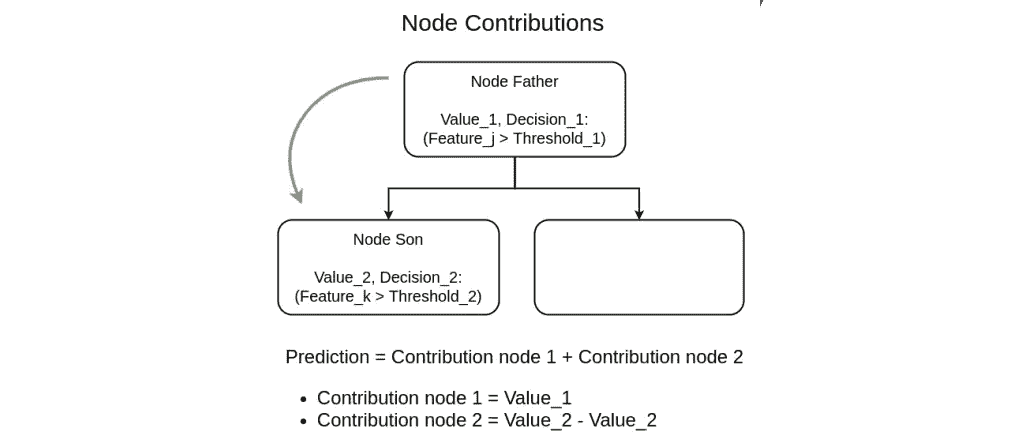 Node Contributions
Node Father
Value_1, Decision_1:
(Feature_j > Threshold_1)
Node Son
Value_2, Decision_2:
(Feature_k > Threshold_2)
Prediction = Contribution node 1 + Contribution node 2
• Contribution node 1 = Value_1
• Contribution node 2 = Value_2 - Value_2